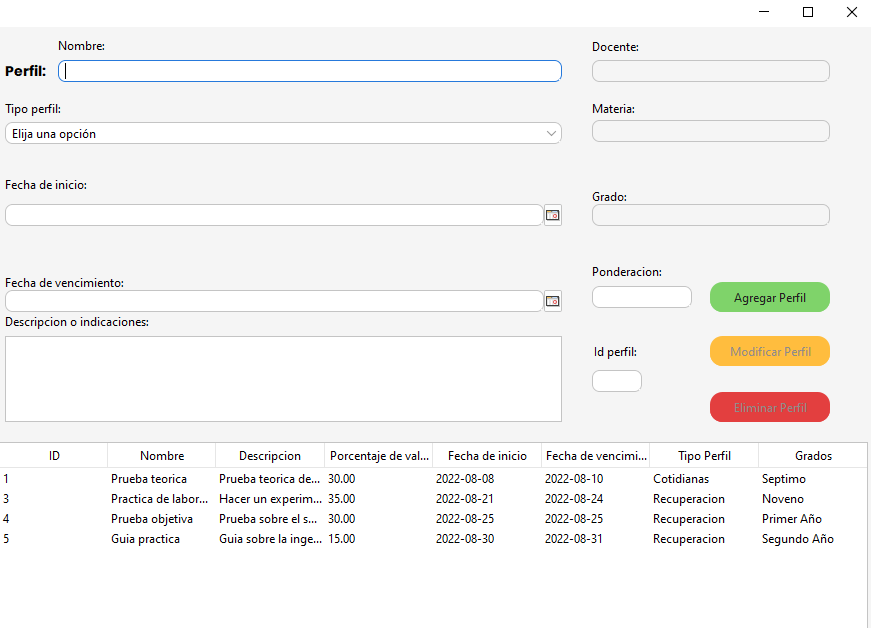 Nombre:
Docente:
Perfil:
Tipo perfil:
Materia:
Elija una opción
Fecha de inicio:
Grado:
Ponderacion:
Fecha de vencimiento:
Agregar Perfil
Descripcion o indicaciones:
Id perfil:
Modificar Perfil
Eliminar Perfil
ID Nombre Descripcion Porcentaje de val... Fecha de inicio Fecha de vencimi... Tipo Perfil Grados
1 Prueba teorica Prueba teorica de... 30.00 2022-08-08 2022-08-10 Cotidianas Septimo
3 Practica de labor... Hacer un experim... 35.00 2022-08-21 2022-08-24 Recuperacion Noveno
4 Prueba objetiva Prueba sobre el s... 30.00 2022-08-25 2022-08-25 Recuperacion Primer Año
5 Guia practica Guia sobre la inge... 15.00 2022-08-30 2022-08-31 Recuperacion Segundo Año